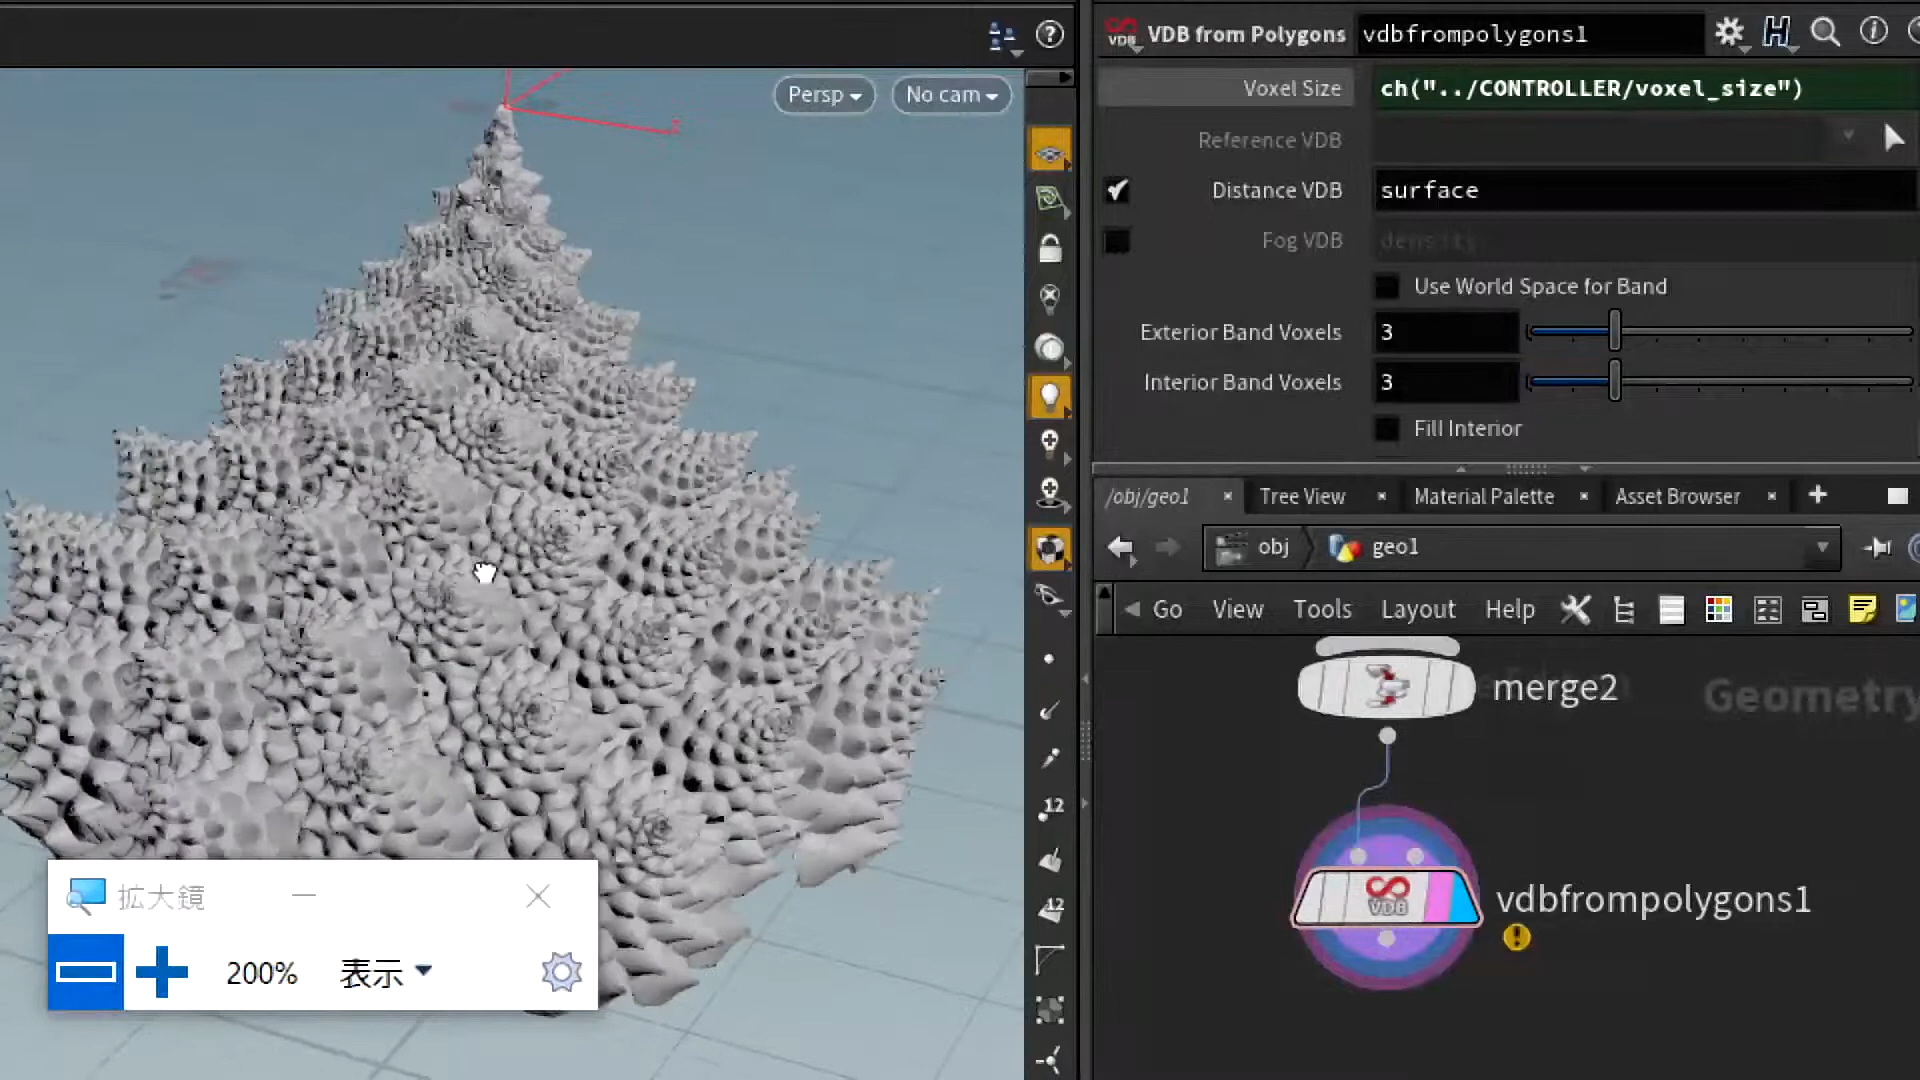 Persp
No cam
VDB from Polygons
vdbfrompolygons1
Voxel Size
ch("../CONTROLLER/voxel_size")
Reference VDB
Distance VDB
surface
Fog VDB
density
Use World Space for Band
Exterior Band Voxels
3
Interior Band Voxels
3
Fill Interior
/obj/geo1
Tree View
Material Palette
Asset Browser
obj
geo1
Go View Tools Layout Help
merge2
Geometry
VDB
vdbfrompolygons1
12
12
拡大鏡
200%
表示